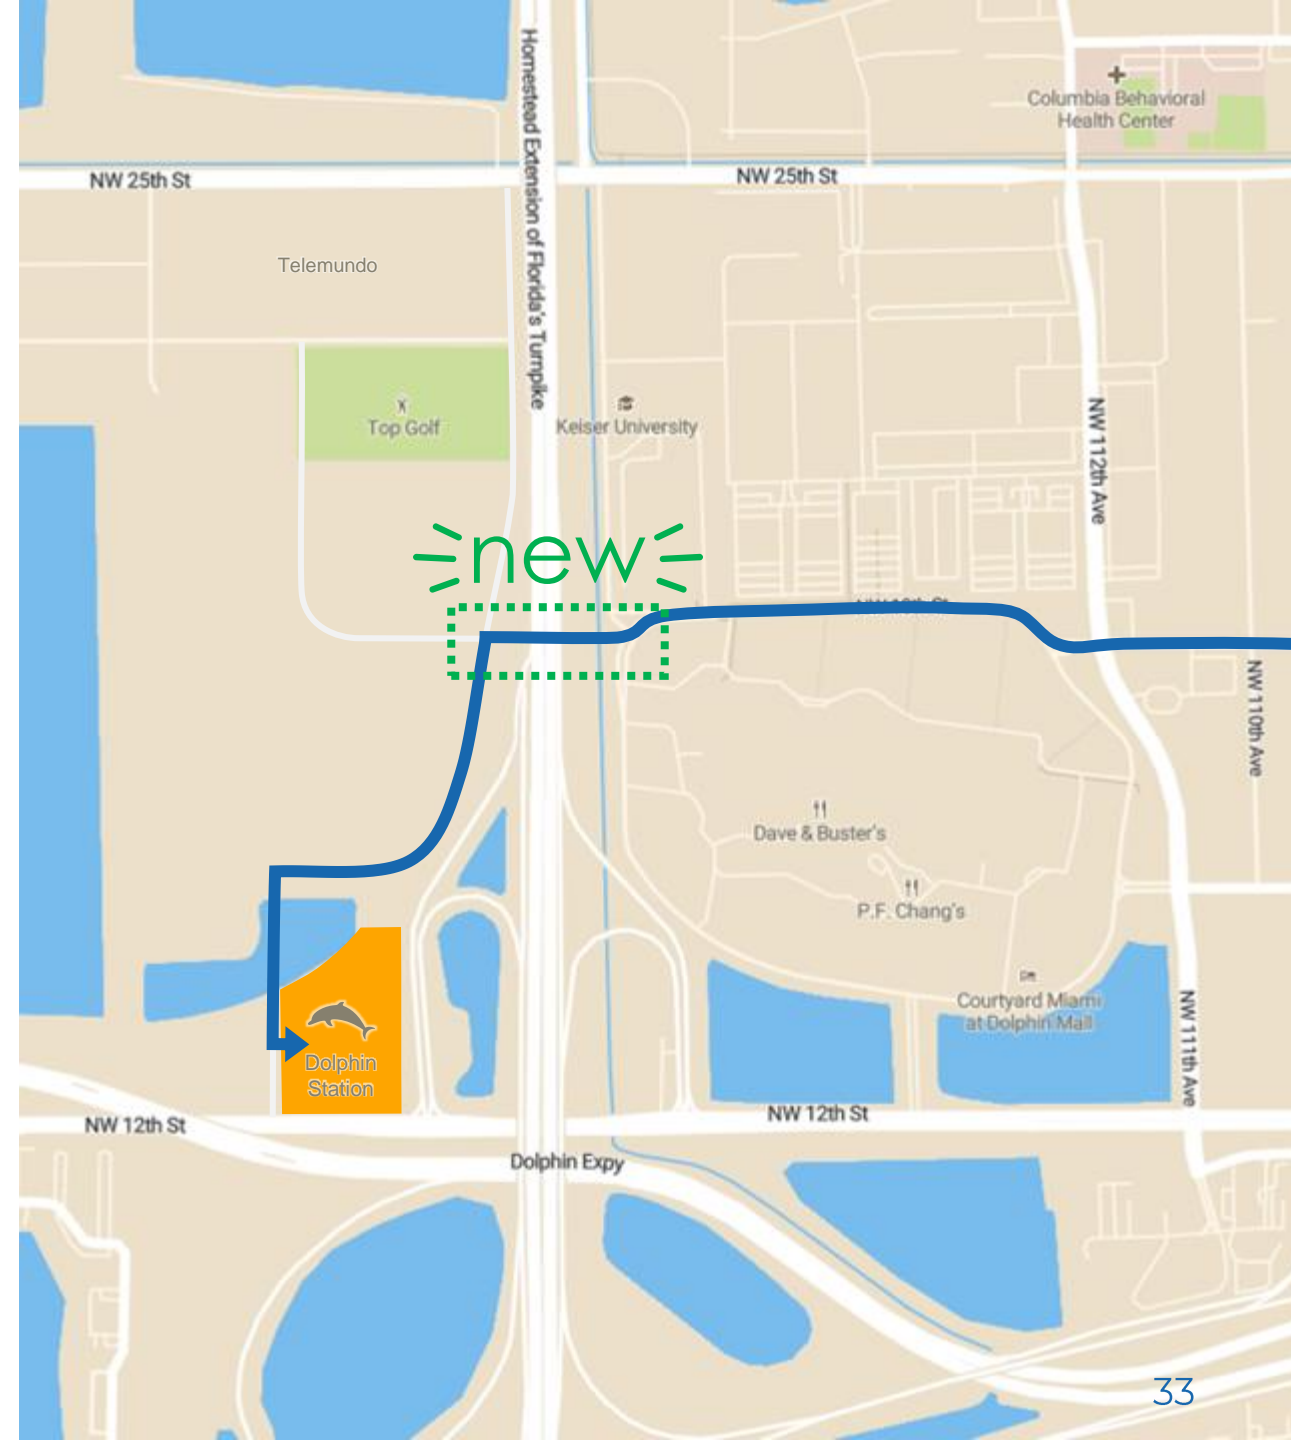 Homestead Extension of Florida's Turnpike
Columbia Behavioral
Health Center
NW 25th St
NW 25th St
Telemundo
Top Golf
Keiser University
NW 112th Ave
new
NW 110th Ave
Dave & Buster's
P.F. Chang's
Courtyard Miami
at Dolphin Mall
NW 111th Ave
Dolphin
Station
NW 12th St
NW 12th St
Dolphin Expy
33